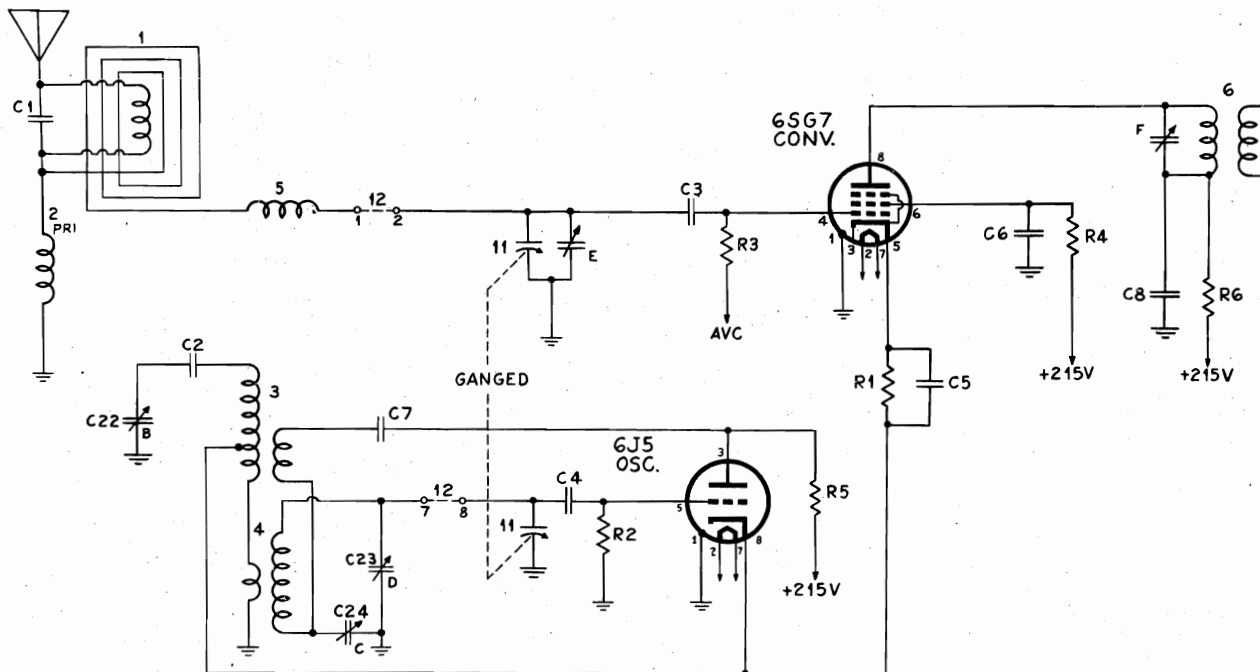 1
C1
2
PRI
5
12
1
2
11
E
C3
R3
AVC
6SG7
CONV.
8
4
6
1
3
2
7
5
C6
R4
+215V
F
6
C8
R6
+215V
R1
C5
GANGED
C2
C22
B
3
C7
4
12
7
8
C23
D
C24
C
11
C4
R2
6J5
OSC.
3
5
1
2
7
8
R5
+215V